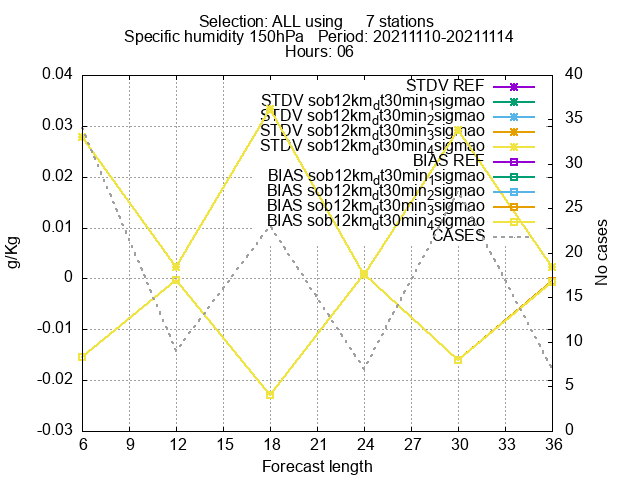 Selection: ALL using 7 stations
Specific humidity 150hPa Period: 20211110-20211114
Hours: 06
STDV REF
STDV sob12km_dt30min_1sigmao
STDV sob12km_dt30min_2sigmao
STDV sob12km_dt30min_3sigmao
STDV sob12km_dt30min_4sigmao
BIAS REF
BIAS sob12km_dt30min_1sigmao
BIAS sob12km_dt30min_2sigmao
BIAS sob12km_dt30min_3sigmao
BIAS sob12km_dt30min_4sigmao
CASES
0.04
0.03
0.02
0.01
0
-0.01
-0.02
-0.03
g/Kg
40
35
30
25
20
15
10
5
0
No cases
6 9 12 15 18 21 24 27 30 33 36
Forecast length